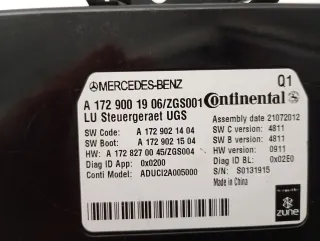 MERCEDES-BENZ
Q1
A 172 900 19 06/ZGS001 Continental
LU Steuergeraet UGS
Assembly date 21072012
SW Code: A 172 902 14 04 SW C version: 4811
SW Boot: A 172 902 15 04 SW B version: 4811
HW: A 172 827 00 45/ZGS004 HW version: 0911
Diag ID App: 0x0200 Diag ID BL: 0x02E0
Conti Model: ADUCI2A005000 S/N: S0131915
Made in China
zune